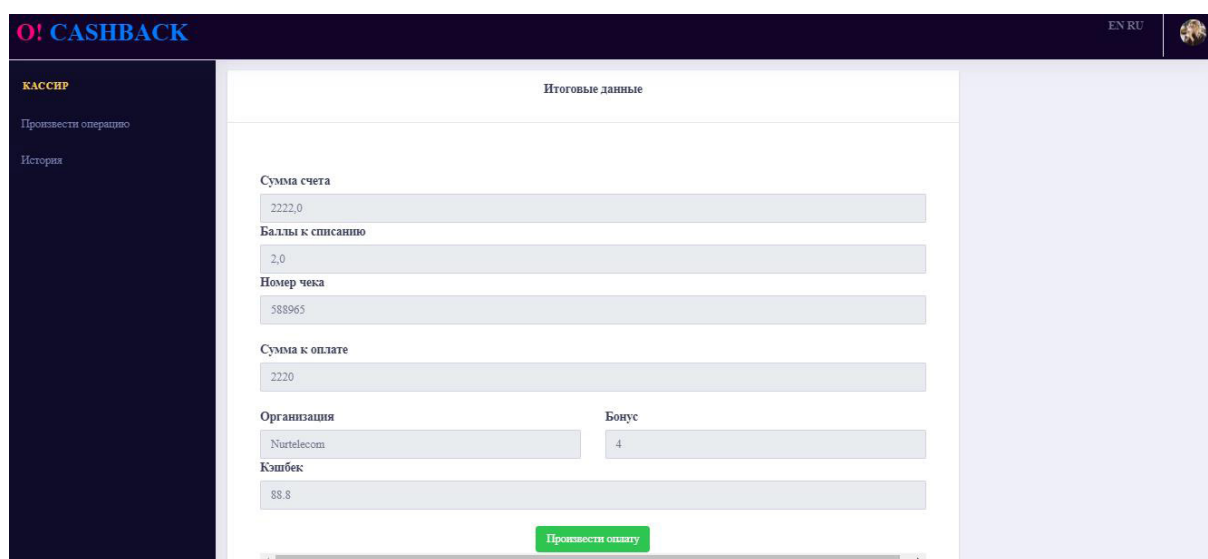 O! CASHBACK
EN RU
КАССИР
Произвести операцию
История
Итоговые данные
Сумма счета
2222,0
Баллы к списанию
2,0
Номер чека
588965
Сумма к оплате
2220
Организация
Бонус
Nurtelecom
4
Кэшбек
88.8
Произвести оплату